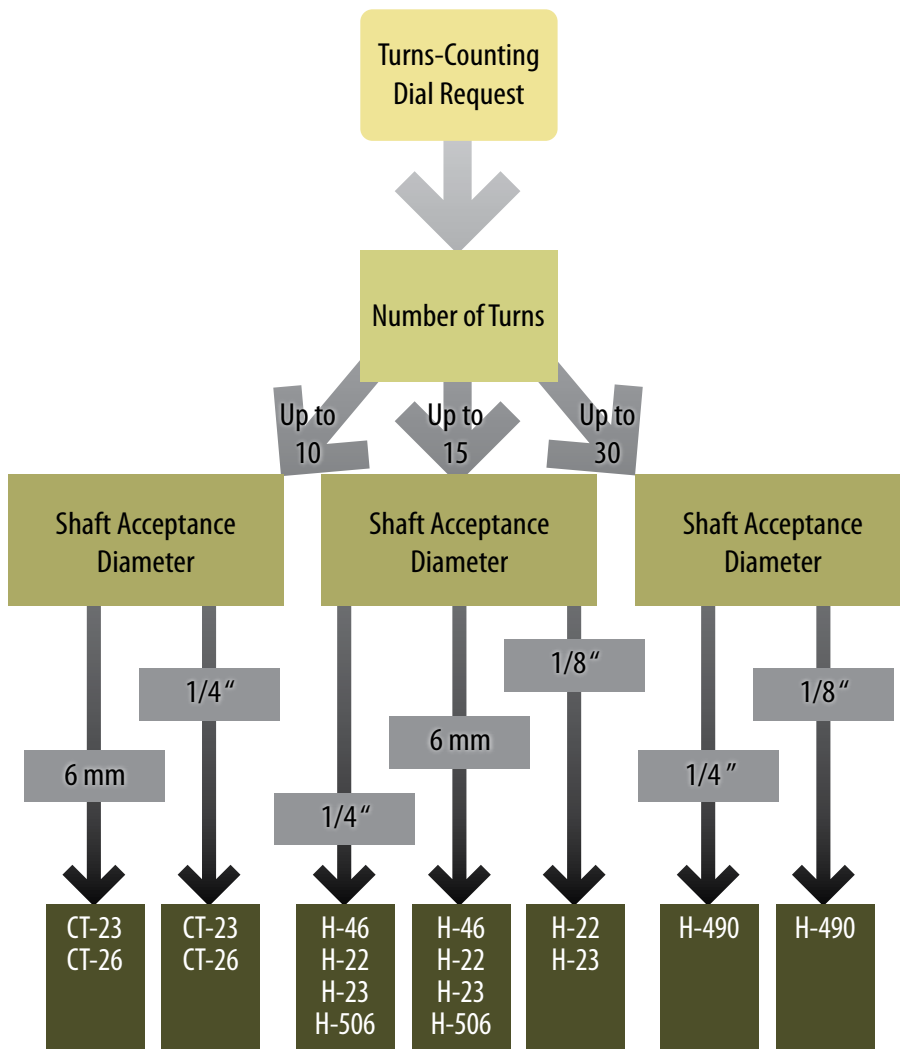 Turns-Counting
Dial Request
Number of Turns
Up to
10
Up to
15
Up to
30
Shaft Acceptance
Diameter
Shaft Acceptance
Diameter
Shaft Acceptance
Diameter
6 mm
1/4“
1/4“
6 mm
1/8“
1/4”
1/8“
CT-23
CT-26
CT-23
CT-26
H-46
H-22
H-23
H-506
H-46
H-22
H-23
H-506
H-22
H-23
H-490
H-490